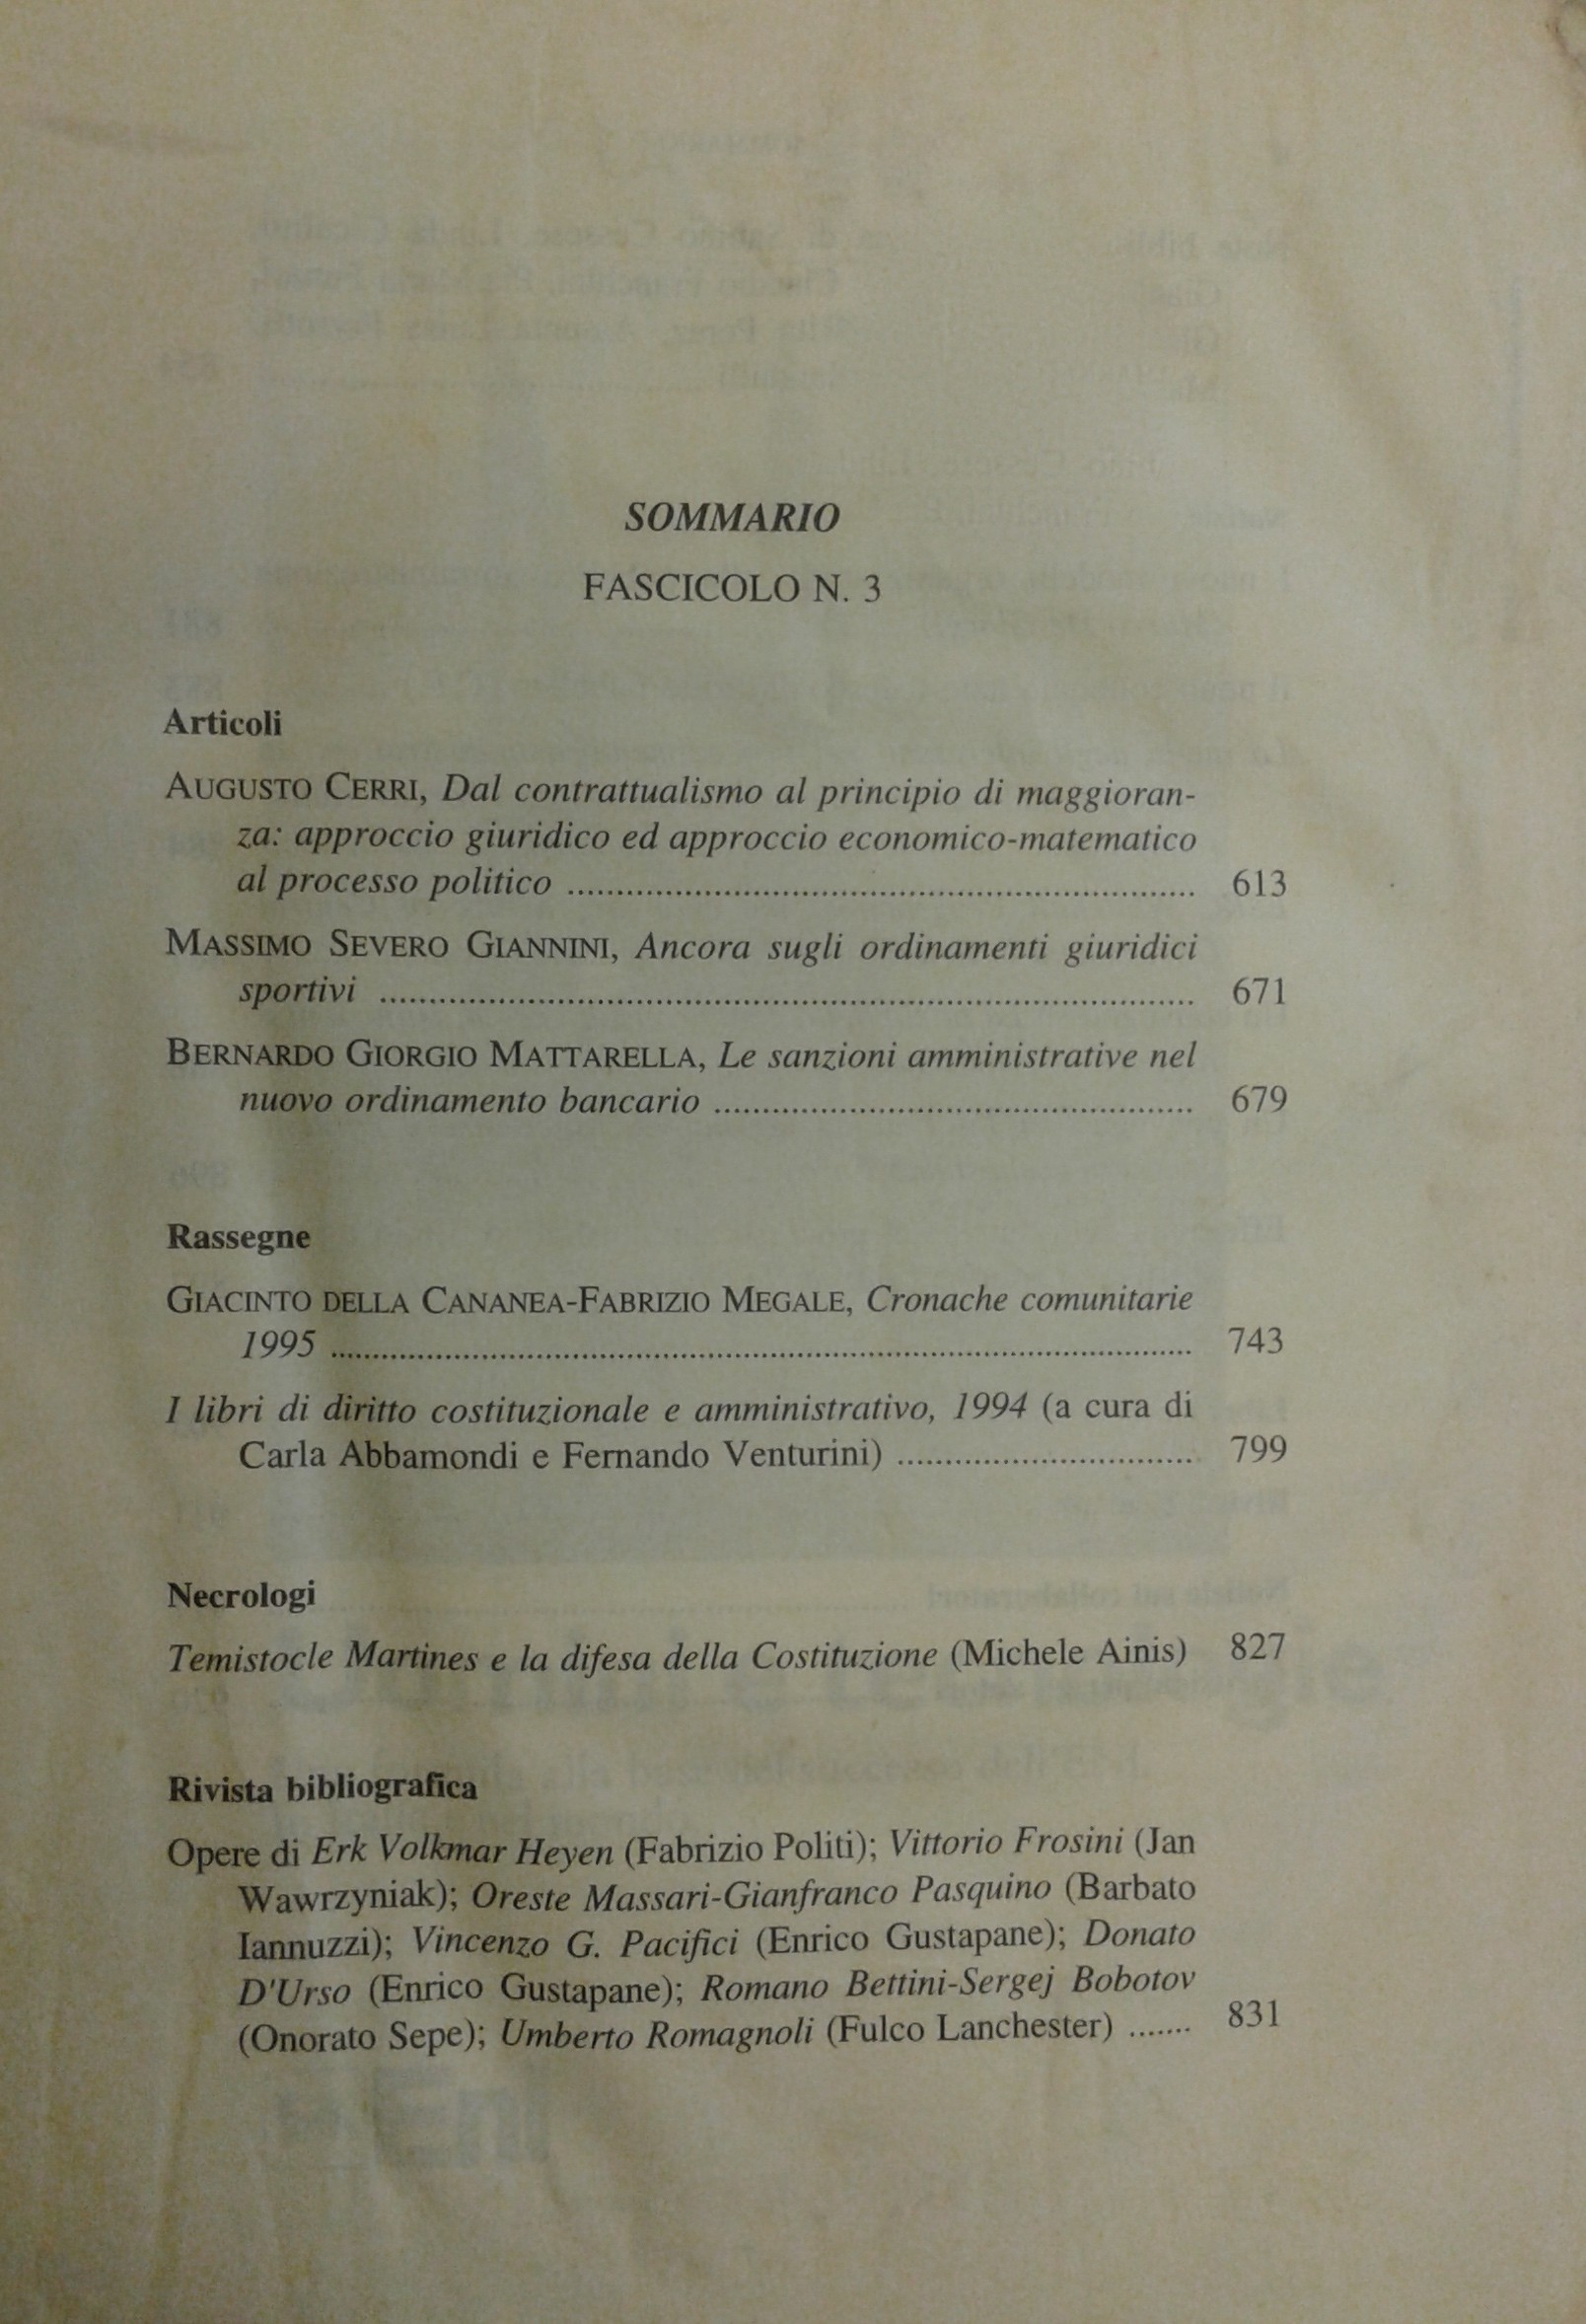 SOMMARIO
FASCICOLO N. 3
Articoli
AUGUSTO CERRI, Dal contrattualismo al principio di maggioran-
za: approccio giuridico ed approccio economico-matematico
al processo politico ................................................................ 613
MASSIMO SEVERO GIANNINI, Ancora sugli ordinamenti giuridici
sportivi ................................................................................... 671
BERNARDO GIORGIO MATTARELLA, Le sanzioni amministrative nel
nuovo ordinamento bancario ................................................. 679
Rassegne
GIACINTO DELLA CANANEA-FABRIZIO MEGALE, Cronache comunitarie
1995 ........................................................................................ 743
I libri di diritto costituzionale e amministrativo, 1994 (a cura di
Carla Abbamondi e Fernando Venturini) .............................. 799
Necrologi
Temistocle Martines e la difesa della Costituzione (Michele Ainis) 827
Rivista bibliografica
Opere di Erk Volkmar Heyen (Fabrizio Politi); Vittorio Frosini (Jan
Wawrzyniak); Oreste Massari-Gianfranco Pasquino (Barbato
Iannuzzi); Vincenzo G. Pacifici (Enrico Gustapane); Donato
D'Urso (Enrico Gustapane); Romano Bettini-Sergej Bobotov
(Onorato Sepe); Umberto Romagnoli (Fulco Lanchester) ....... 831